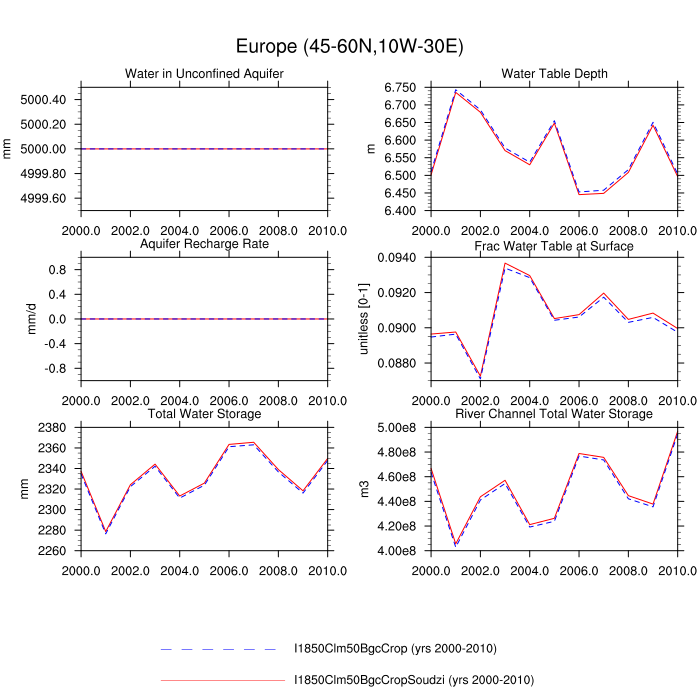 Europe (45-60N,10W-30E)
Water in Unconfined Aquifer
mm
5000.40
5000.20
5000.00
4999.80
4999.60
2000.0 2002.0 2004.0 2006.0 2008.0 2010.0
Water Table Depth
m
6.750
6.700
6.650
6.600
6.550
6.500
6.450
6.400
2000.0 2002.0 2004.0 2006.0 2008.0 2010.0
Aquifer Recharge Rate
mm/d
0.8
0.4
0.0
-0.4
-0.8
2000.0 2002.0 2004.0 2006.0 2008.0 2010.0
Frac Water Table at Surface
unitless [0-1]
0.0940
0.0920
0.0900
0.0880
2000.0 2002.0 2004.0 2006.0 2008.0 2010.0
Total Water Storage
mm
2380
2360
2340
2320
2300
2280
2260
2000.0 2002.0 2004.0 2006.0 2008.0 2010.0
River Channel Total Water Storage
m3
5.00e8
4.80e8
4.60e8
4.40e8
4.20e8
4.00e8
2000.0 2002.0 2004.0 2006.0 2008.0 2010.0
I1850Clm50BgcCrop (yrs 2000-2010)
I1850Clm50BgcCropSoudzi (yrs 2000-2010)